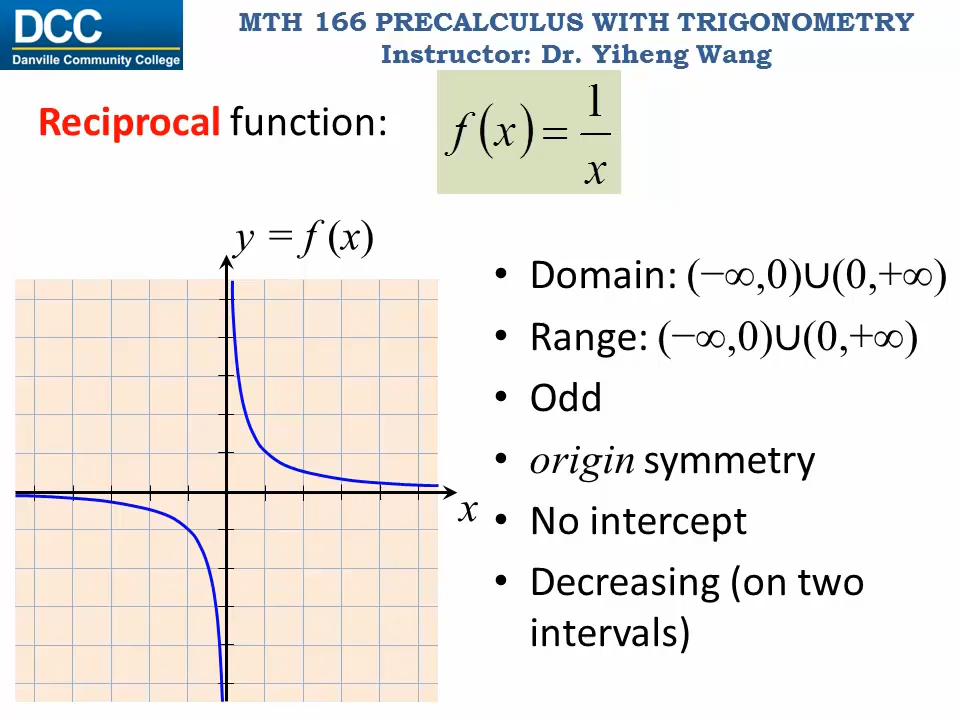 DCC
Danville Community College
MTH 166 PRECALCULUS WITH TRIGONOMETRY
Instructor: Dr. Yiheng Wang
Reciprocal function:
f(x) = 1/x
y = f (x)
x
• Domain: (−∞,0)∪(0,+∞)
• Range: (−∞,0)∪(0,+∞)
• Odd
• origin symmetry
• No intercept
• Decreasing (on two
intervals)